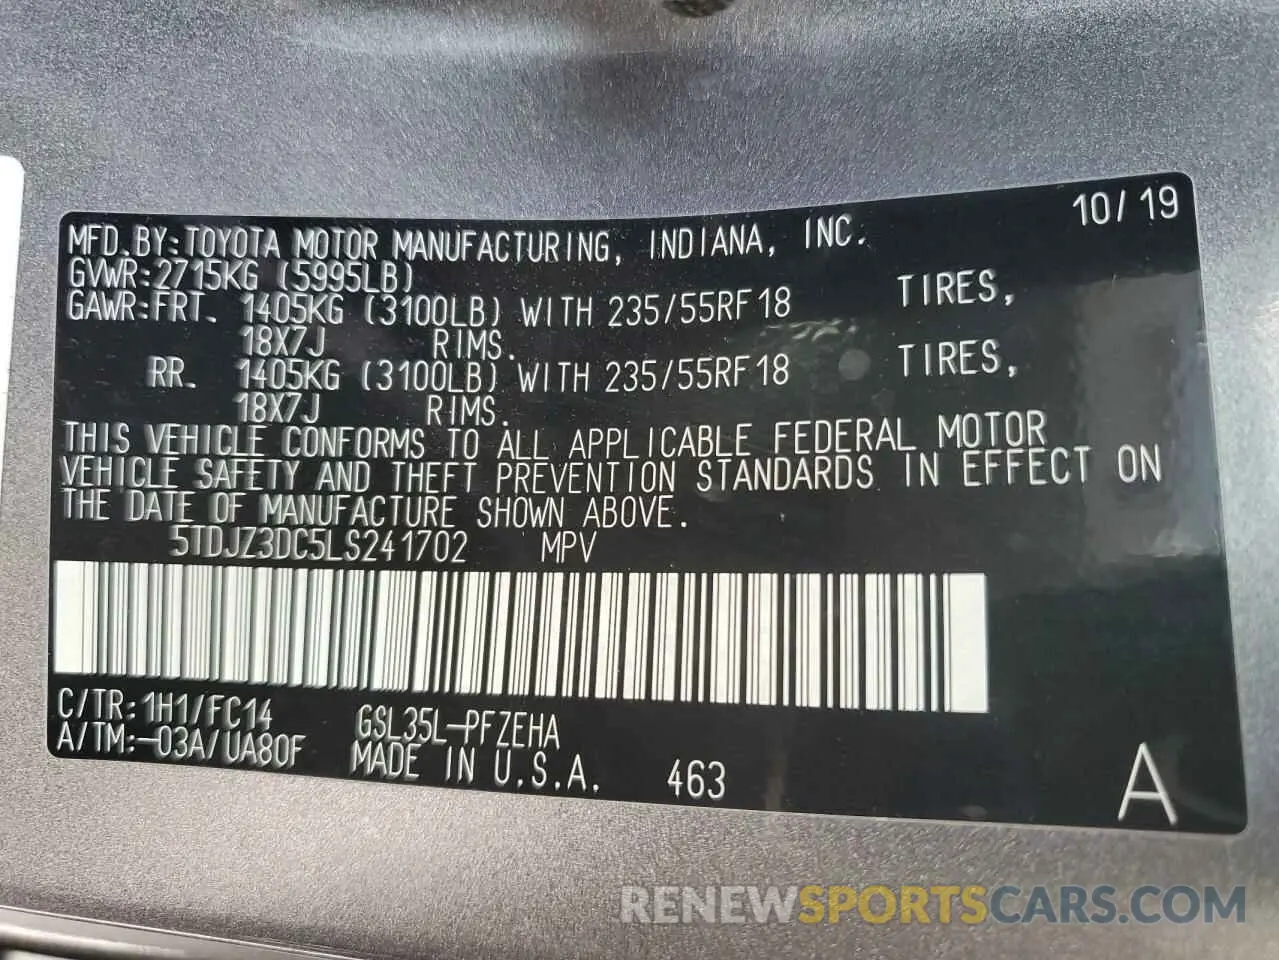 10/19
MFD.BY:TOYOTA MOTOR MANUFACTURING, INDIANA, INC.
GVWR:2715KG (5995LB)
GAWR:FRT. 1405KG (3100LB) WITH 235/55RF18 TIRES,
18X7J RIMS.
RR. 1405KG (3100LB) WITH 235/55RF18 TIRES,
18X7J RIMS.
THIS VEHICLE CONFORMS TO ALL APPLICABLE FEDERAL MOTOR
VEHICLE SAFETY AND THEFT PREVENTION STANDARDS IN EFFECT ON
THE DATE OF MANUFACTURE SHOWN ABOVE.
5TDJZ3DC5LS241702 MPV
C/TR:1H1/FC14 GSL35L-PFZEHA
A/TM:-03A/UA80F MADE IN U.S.A. 463
A
RENEWSPORTSCARS.COM